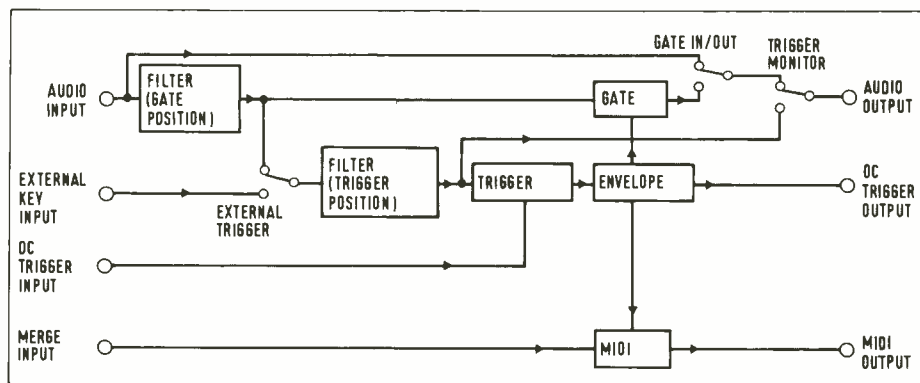 GATE IN/OUT
TRIGGER
MONITOR
AUDIO
INPUT
FILTER
(GATE
POSITION)
GATE
AUDIO
OUTPUT
EXTERNAL
KEY
INPUT
EXTERNAL
TRIGGER
FILTER
(TRIGGER
POSITION)
TRIGGER
ENVELOPE
DC
TRIGGER
OUTPUT
DC
TRIGGER
INPUT
MERGE
INPUT
MIDI
MIDI
OUTPUT